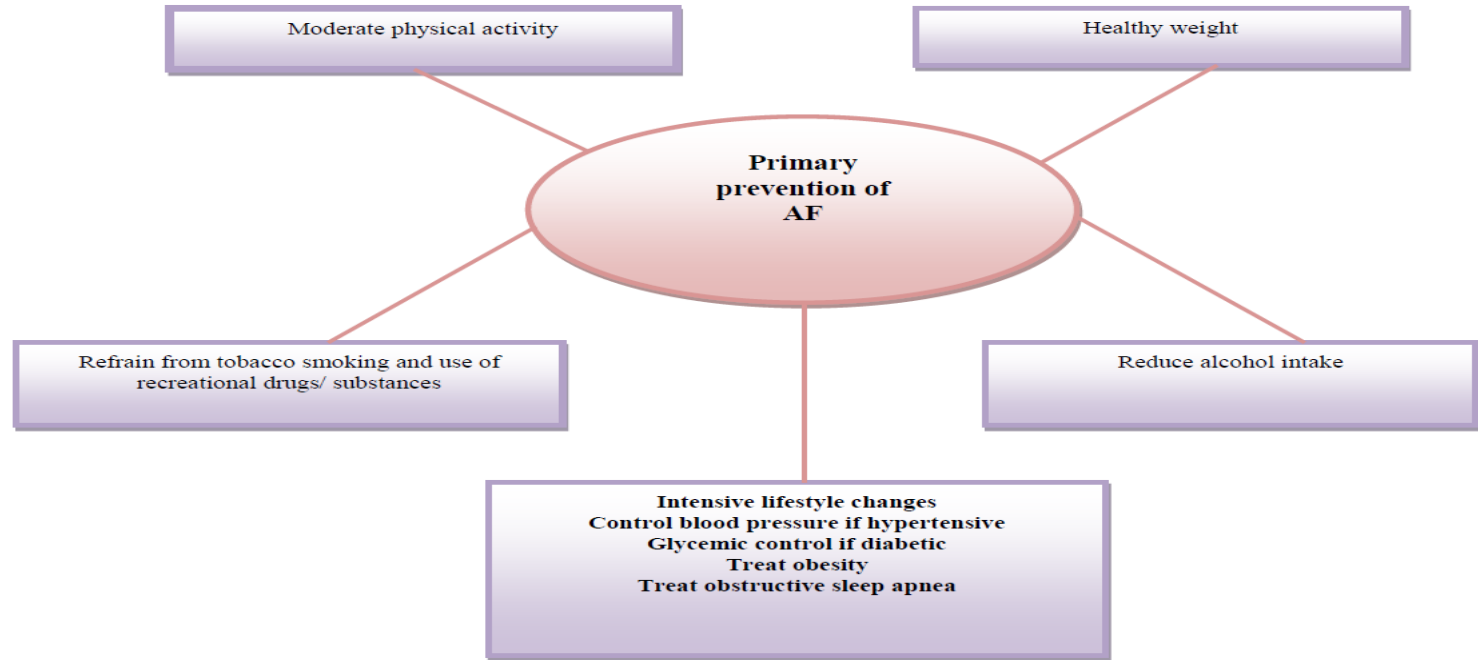 Moderate physical activity
Healthy weight
Primary
prevention of
AF
Refrain from tobacco smoking and use of
recreational drugs/ substances
Reduce alcohol intake
Intensive lifestyle changes
Control blood pressure if hypertensive
Glycemic control if diabetic
Treat obesity
Treat obstructive sleep apnea